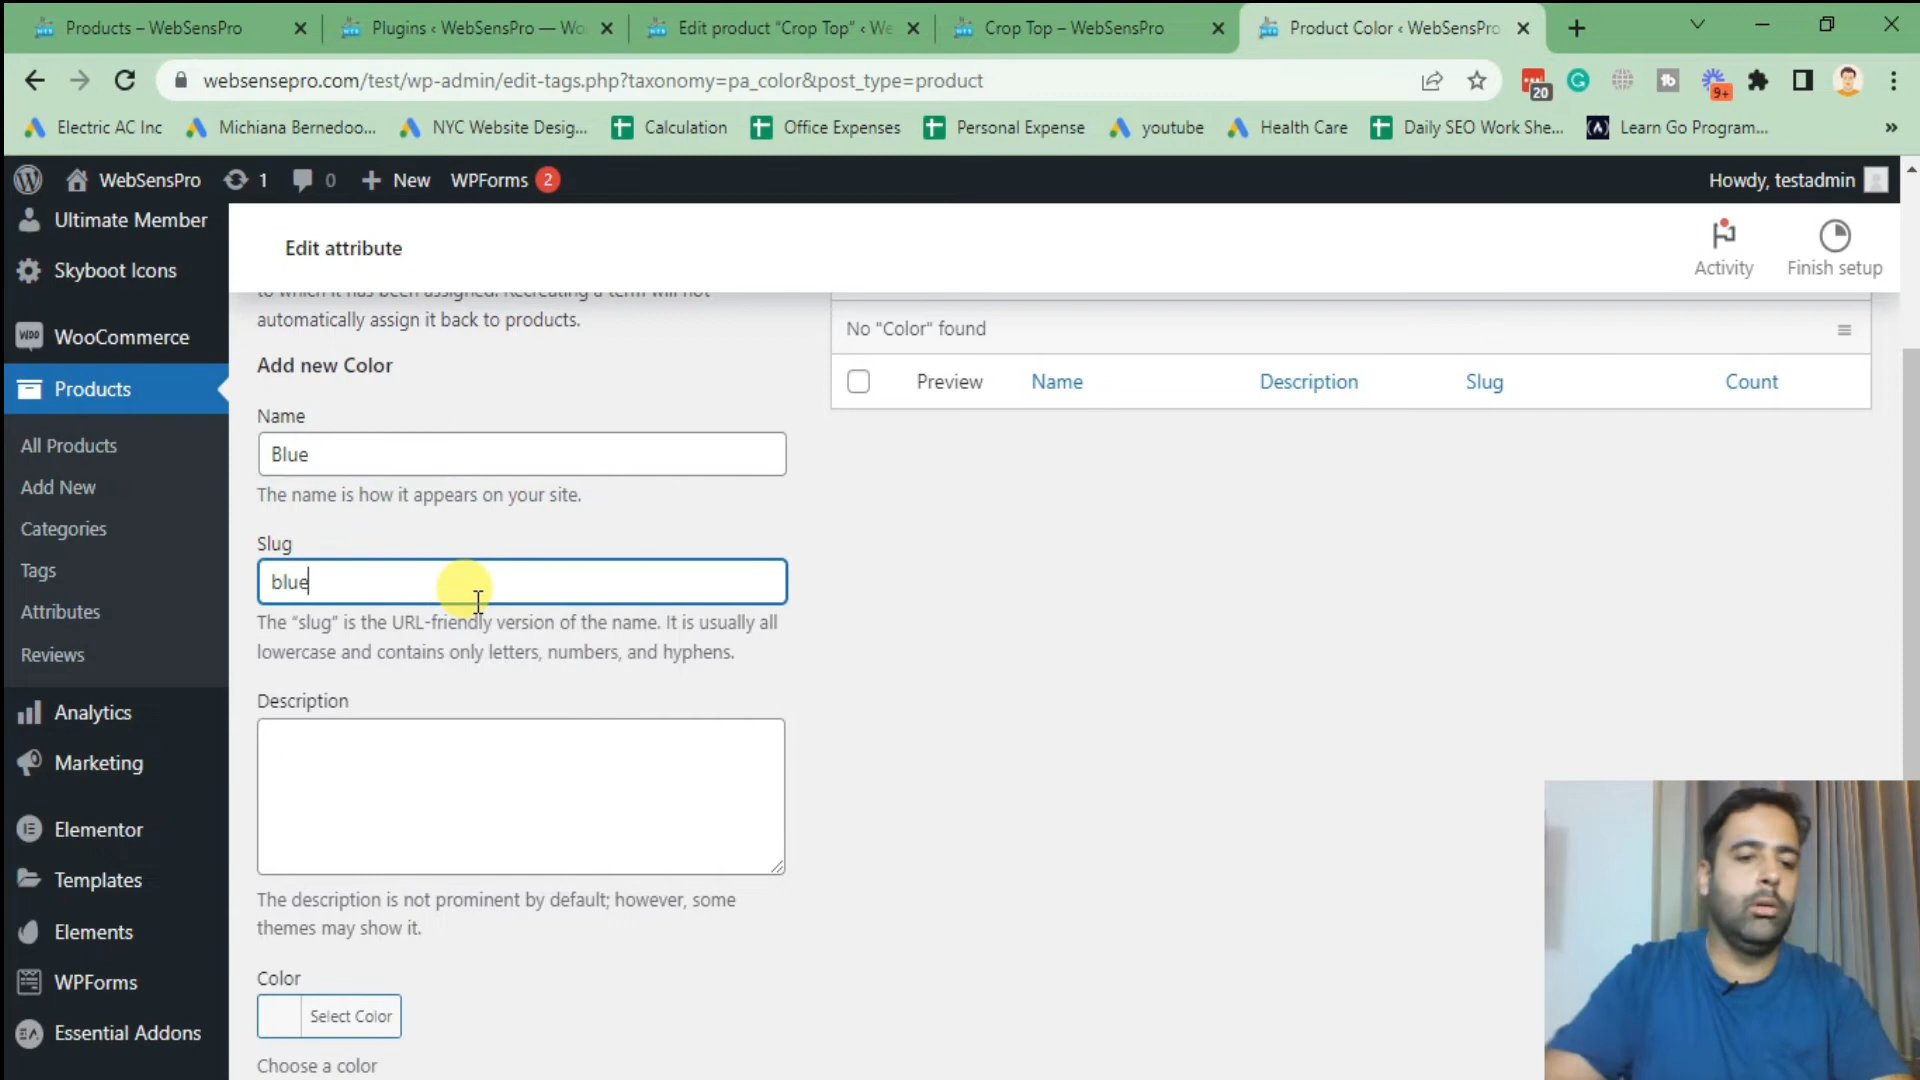 Products – WebSensPro
Plugins ‹ WebSensPro — Wo
Edit product “Crop Top” ‹ We
Crop Top – WebSensPro
Product Color ‹ WebSensPro
websensepro.com/test/wp-admin/edit-tags.php?taxonomy=pa_color&post_type=product
20
9+
Electric AC Inc
Michiana Bernedoo...
NYC Website Desig...
Calculation
Office Expenses
Personal Expense
youtube
Health Care
Daily SEO Work She...
Learn Go Program...
WebSensPro
1
0
New
WPForms 2
Howdy, testadmin
Ultimate Member
Skyboot Icons
WooCommerce
Products
All Products
Add New
Categories
Tags
Attributes
Reviews
Analytics
Marketing
Elementor
Templates
Elements
WPForms
Essential Addons
Edit attribute
Activity
Finish setup
automatically assign it back to products.
Add new Color
Name
Blue
The name is how it appears on your site.
Slug
blue
The “slug” is the URL-friendly version of the name. It is usually all
lowercase and contains only letters, numbers, and hyphens.
Description
The description is not prominent by default; however, some
themes may show it.
Color
Select Color
Choose a color
No "Color" found
Preview
Name
Description
Slug
Count